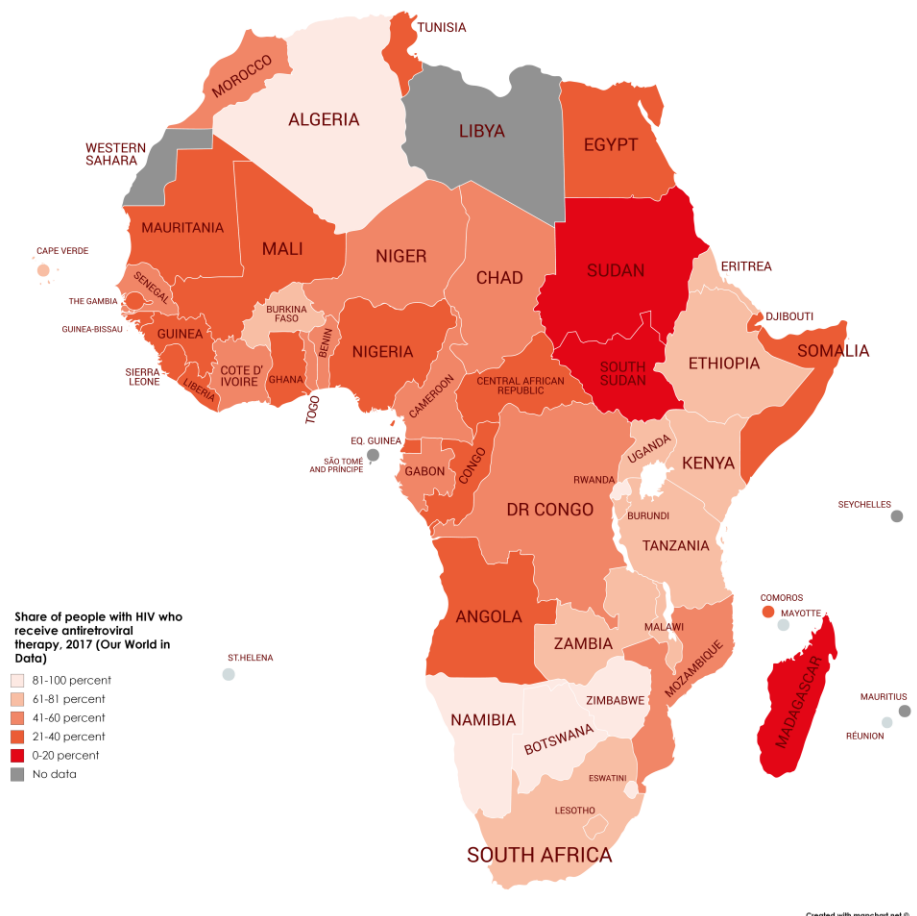 TUNISIA
MOROCCO
ALGERIA
LIBYA
EGYPT
WESTERN
SAHARA
MAURITANIA
MALI
NIGER
CHAD
SUDAN
ERITREA
CAPE VERDE
SENEGAL
THE GAMBIA
GUINEA-BISSAU
GUINEA
BURKINA
FASO
BENIN
NIGERIA
DJIBOUTI
SOMALIA
ETHIOPIA
SOUTH
SUDAN
SIERRA
LEONE
LIBERIA
COTE D'
IVOIRE
GHANA
TOGO
CAMEROON
CENTRAL AFRICAN
REPUBLIC
EQ. GUINEA
SÃO TOMÉ
AND PRÍNCIPE
GABON
CONGO
DR CONGO
UGANDA
KENYA
RWANDA
BURUNDI
TANZANIA
SEYCHELLES
COMOROS
MAYOTTE
ANGOLA
ZAMBIA
MALAWI
MOZAMBIQUE
MADAGASCAR
MAURITIUS
RÉUNION
ST.HELENA
NAMIBIA
BOTSWANA
ZIMBABWE
ESWATINI
LESOTHO
SOUTH AFRICA
Share of people with HIV who
receive antiretroviral
therapy, 2017 (Our World in
Data)
81-100 percent
61-81 percent
41-60 percent
21-40 percent
0-20 percent
No data
Created with mapchart.net ©